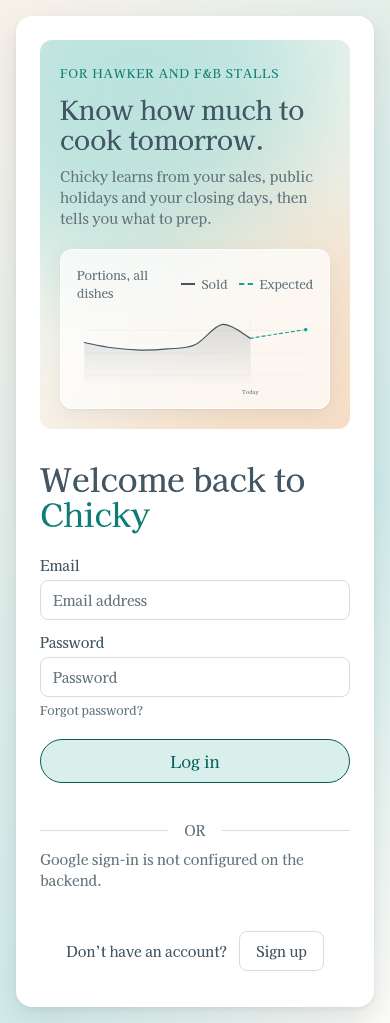 FOR HAWKER AND F&B STALLS
Know how much to
cook tomorrow.
Chicky learns from your sales, public
holidays and your closing days, then
tells you what to prep.
Portions, all
dishes
Sold
Expected
Today
Welcome back to
Chicky
Email
Email address
Password
Password
Forgot password?
Log in
OR
Google sign-in is not configured on the
backend.
Don’t have an account?
Sign up